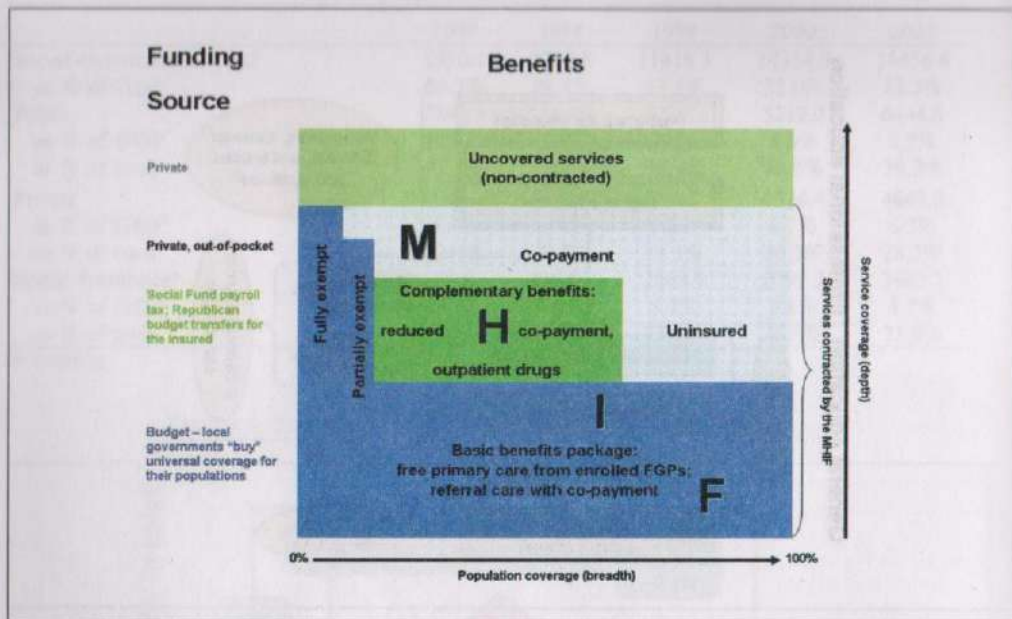 Funding
Source
Benefits
Private
Uncovered services
(non-contracted)
Private, out-of-pocket
M
Co-payment
Social Fund payroll
tax; Republican
budget transfers for
the insured
Fully exempt
Partially exempt
Complementary benefits:
reduced H co-payment,
outpatient drugs
Uninsured
Budget – local
governments "buy"
universal coverage for
their populations
I
Basic benefits package:
free primary care from enrolled FGPs;
referral care with co-payment
F
Services contracted by the MHIF
Service coverage (depth)
0%
100%
Population coverage (breadth)